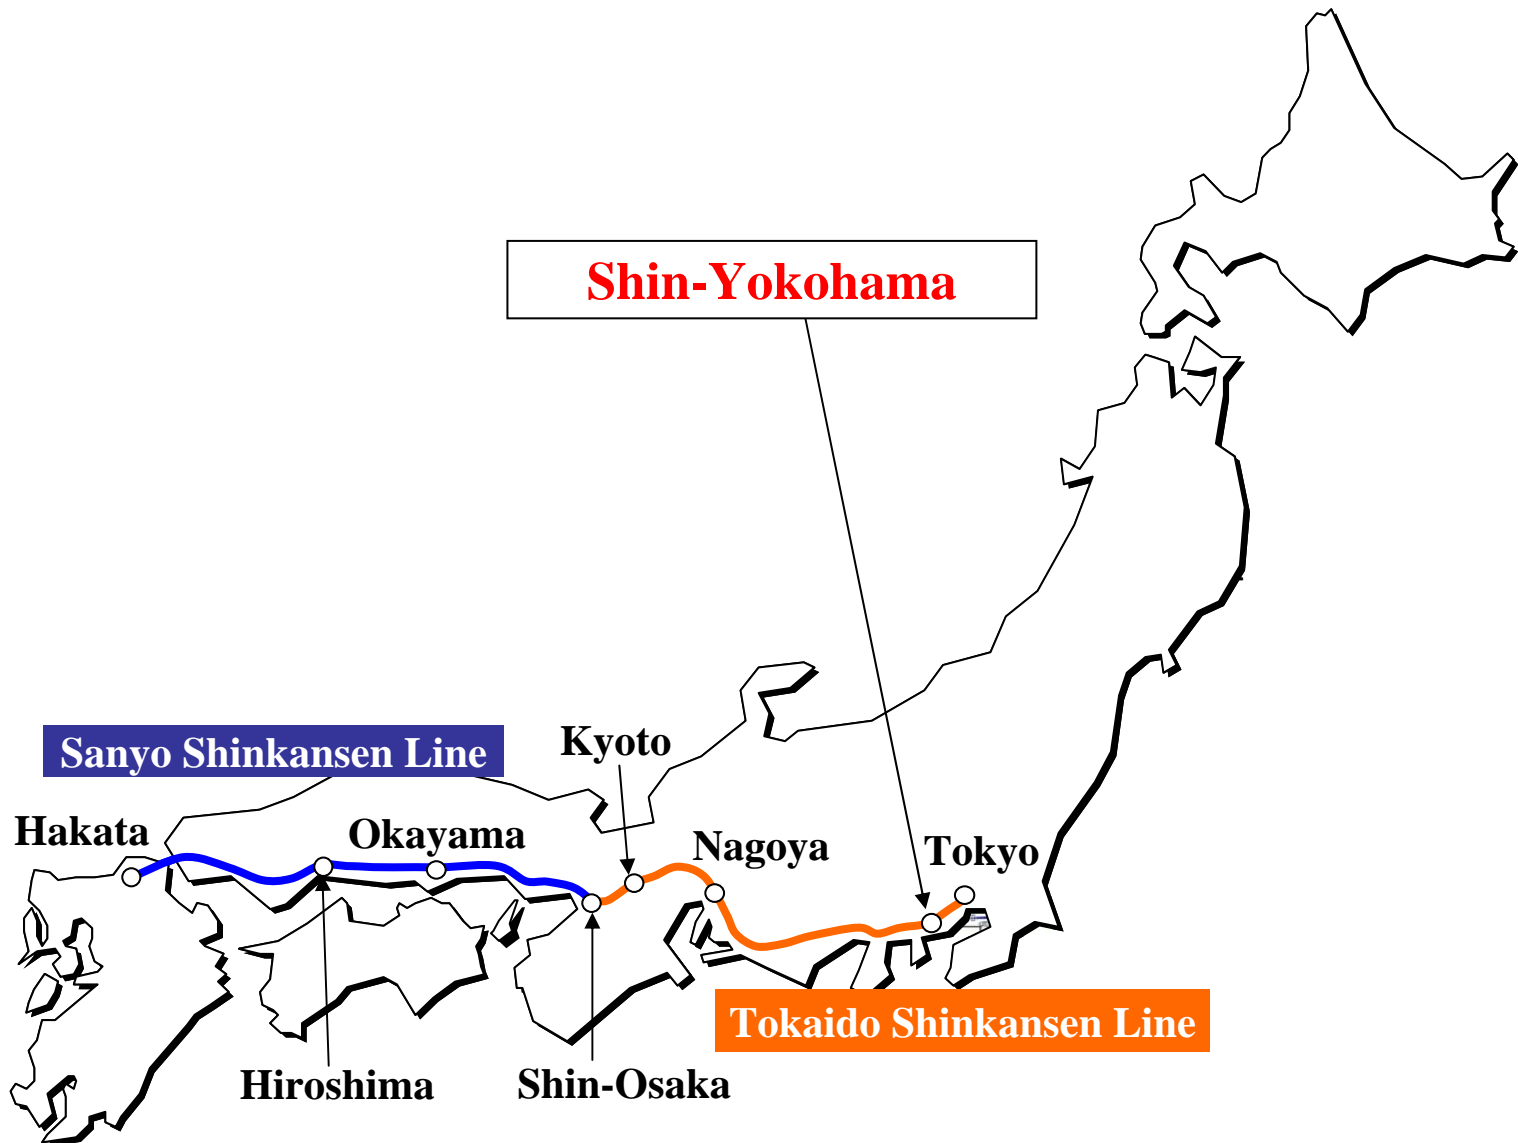 Shin-Yokohama
Kyoto
Sanyo Shinkansen Line
Hakata
Okayama
Nagoya
Tokyo
Tokaido Shinkansen Line
Hiroshima
Shin-Osaka